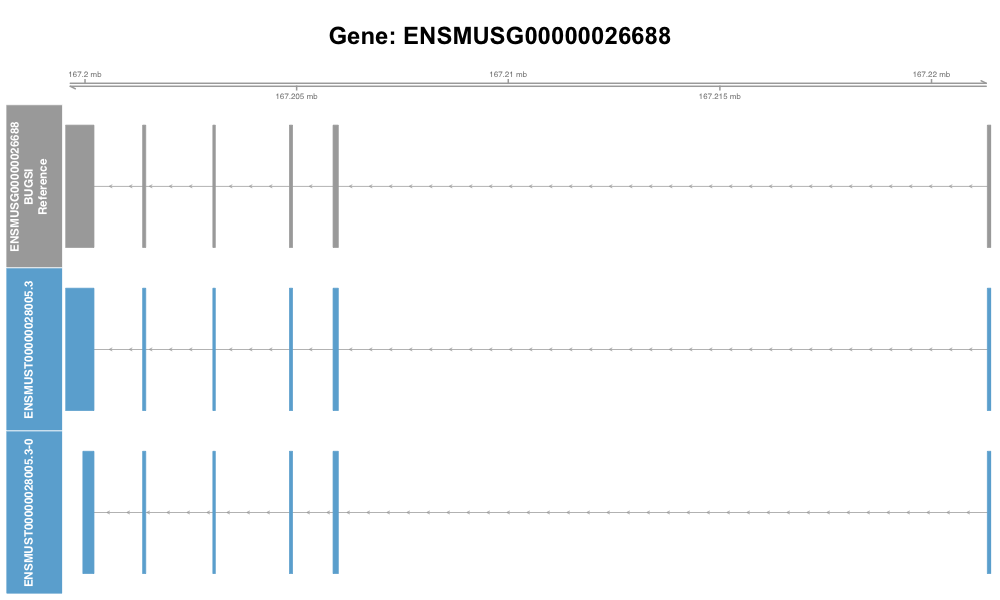 Gene: ENSMUSG00000026688
167.2 mb
167.21 mb
167.22 mb
167.205 mb
167.215 mb
ENSMUSG00000026688
BUGSI
Reference
ENSMUST00000028005.3
ENSMUST00000028005.3-0